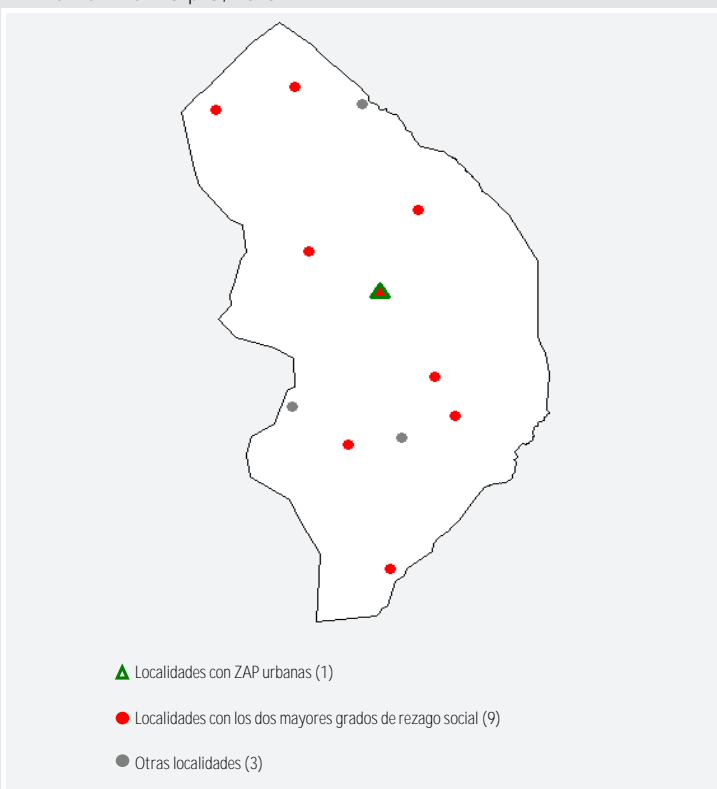 Localidades con ZAP urbanas (1)
Localidades con los dos mayores grados de rezago social (9)
Otras localidades (3)